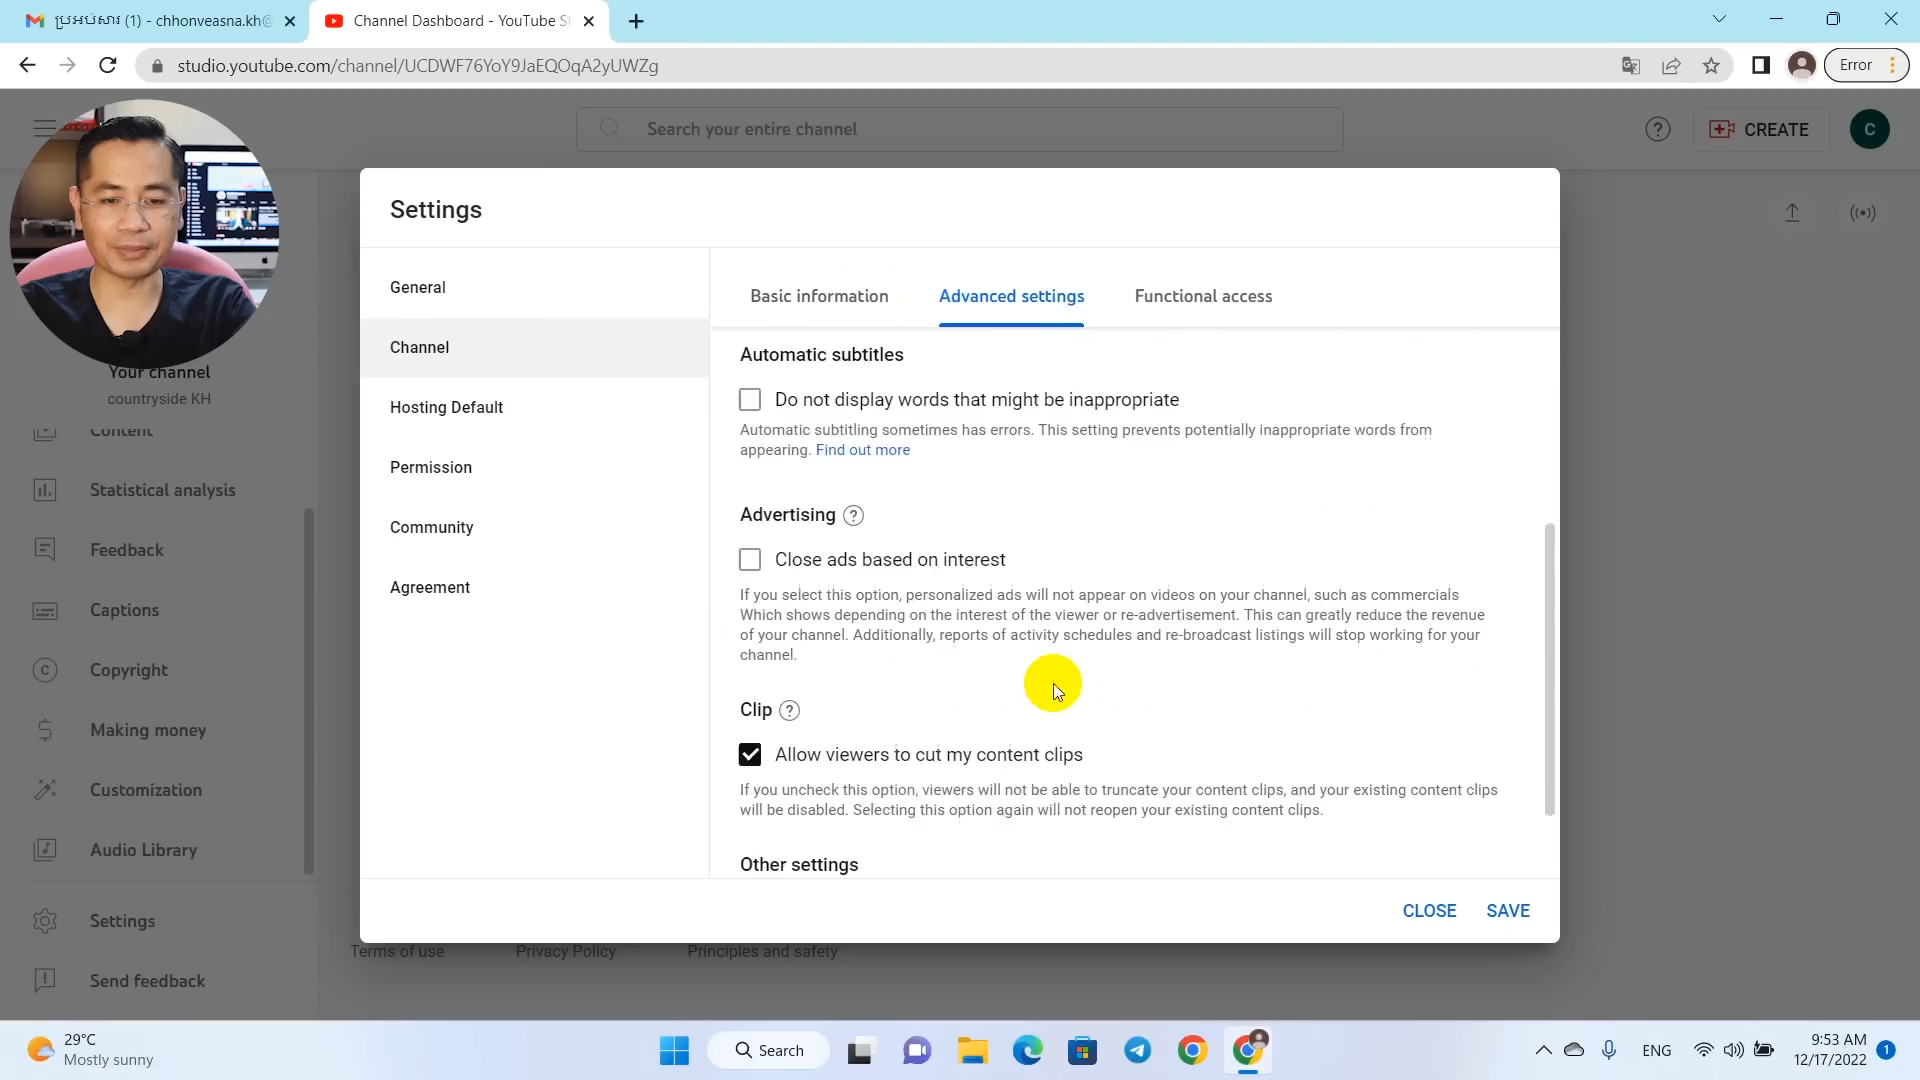 ប្រអប់សារ (1) - chhonveasna.kh@
Channel Dashboard - YouTube St
studio.youtube.com/channel/UCDWF76YoY9JaEQOqA2yUWZg
Error
Search your entire channel
CREATE
C
Settings
General
Channel
Hosting Default
Permission
Community
Agreement
Basic information
Advanced settings
Functional access
Automatic subtitles
Do not display words that might be inappropriate
Automatic subtitling sometimes has errors. This setting prevents potentially inappropriate words from
appearing. Find out more
Advertising ?
Close ads based on interest
If you select this option, personalized ads will not appear on videos on your channel, such as commercials
Which shows depending on the interest of the viewer or re-advertisement. This can greatly reduce the revenue
of your channel. Additionally, reports of activity schedules and re-broadcast listings will stop working for your
channel.
Clip ?
Allow viewers to cut my content clips
If you uncheck this option, viewers will not be able to truncate your content clips, and your existing content clips
will be disabled. Selecting this option again will not reopen your existing content clips.
Other settings
CLOSE
SAVE
Your channel
countryside KH
Content
Statistical analysis
Feedback
Captions
Copyright
Making money
Customization
Audio Library
Settings
Send feedback
Terms of use
Privacy Policy
Principles and safety
29°C
Mostly sunny
Search
ENG
9:53 AM
12/17/2022
1